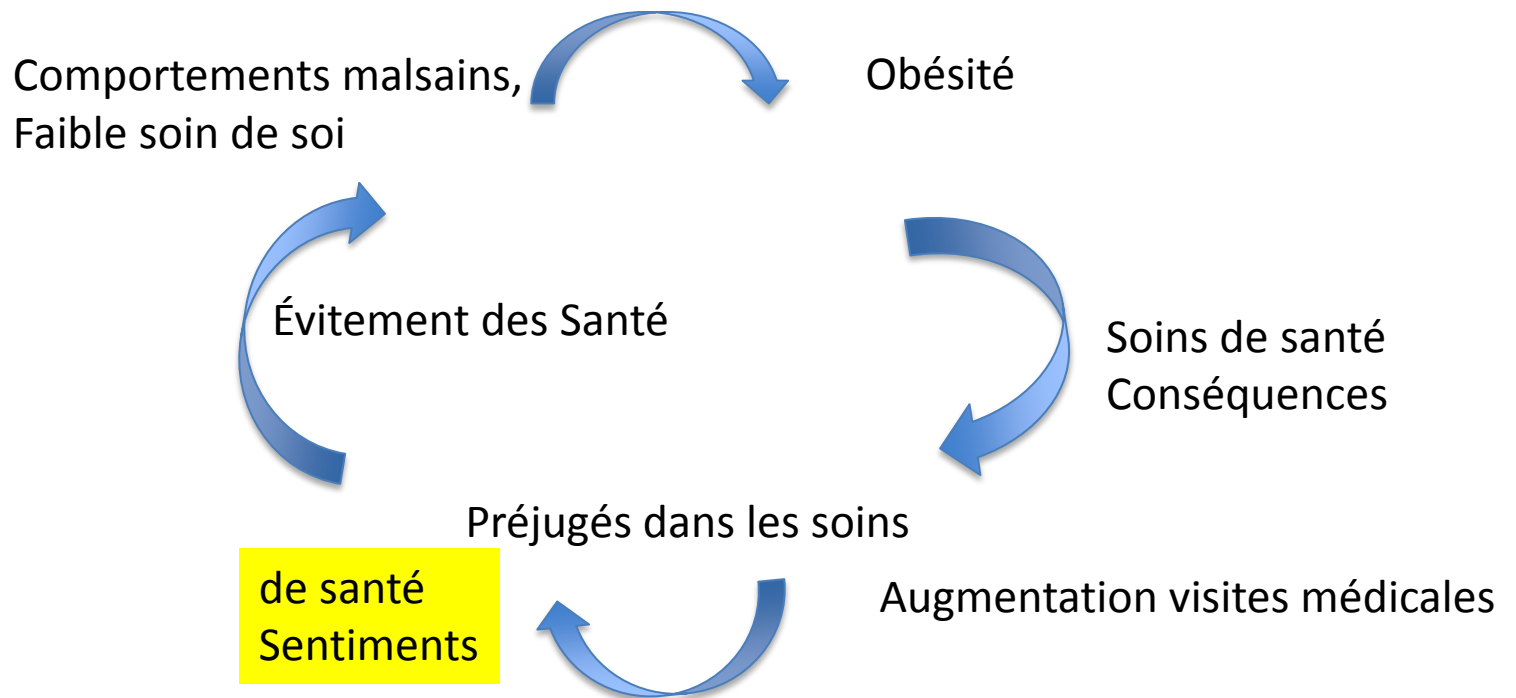 Comportements malsains,
Faible soin de soi
Obésité
Évitement des Santé
Soins de santé
Conséquences
Préjugés dans les soins
de santé
Sentiments
Augmentation visites médicales